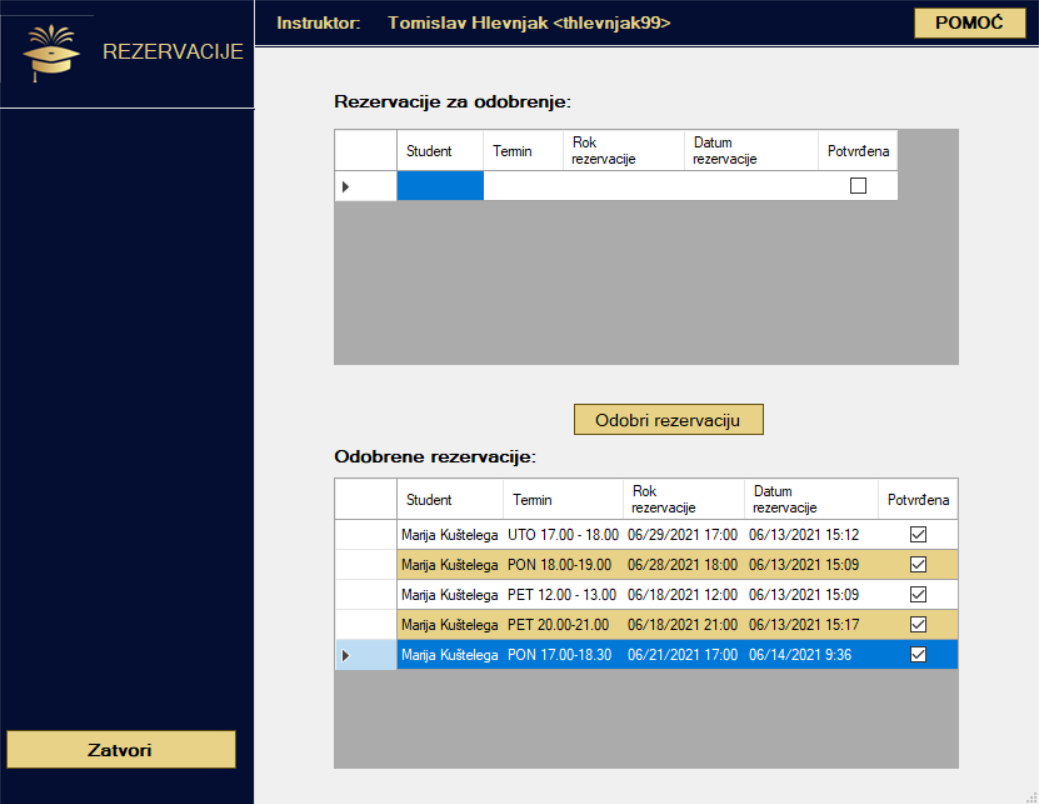 REZERVACIJE
Instruktor: Tomislav Hlevnjak <thlevnjak99>
POMOĆ
Rezervacije za odobrenje:
Student Termin Rok rezervacije Datum rezervacije Potvrđena
Odobri rezervaciju
Odobrene rezervacije:
Student Termin Rok rezervacije Datum rezervacije Potvrđena
Marija Kuštelega UTO 17.00 - 18.00 06/29/2021 17:00 06/13/2021 15:12
Marija Kuštelega PON 18.00-19.00 06/28/2021 18:00 06/13/2021 15:09
Marija Kuštelega PET 12.00 - 13.00 06/18/2021 12:00 06/13/2021 15:09
Marija Kuštelega PET 20.00-21.00 06/18/2021 21:00 06/13/2021 15:17
Marija Kuštelega PON 17.00-18.30 06/21/2021 17:00 06/14/2021 9:36
Zatvori